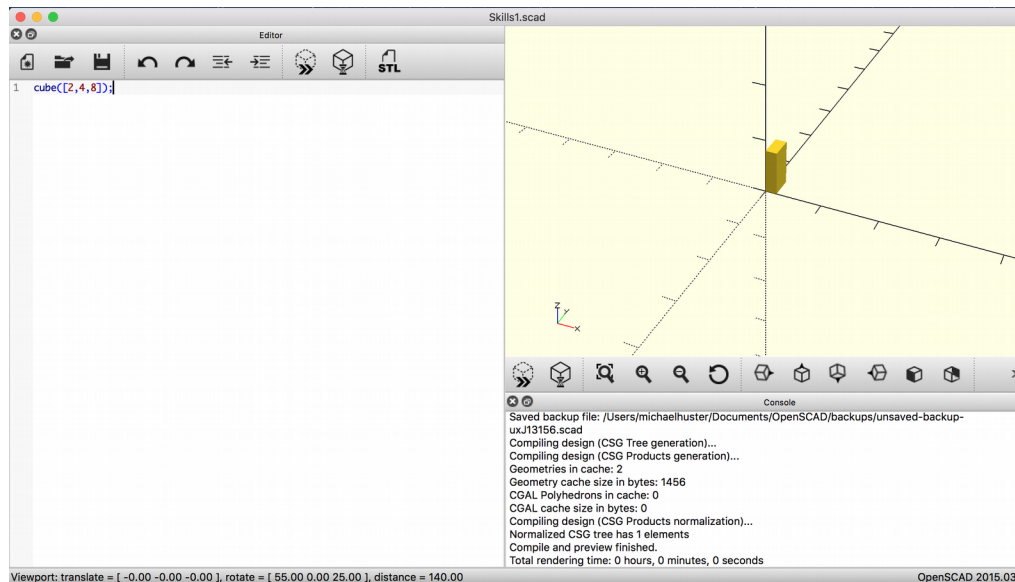 Skills1.scad
Editor
STL
1 cube([2,4,8]);
Z
Y
X
Console
Saved backup file: /Users/michaelhuster/Documents/OpenSCAD/backups/unsaved-backup-
uxJ13156.scad
Compiling design (CSG Tree generation)...
Compiling design (CSG Products generation)...
Geometries in cache: 2
Geometry cache size in bytes: 1456
CGAL Polyhedrons in cache: 0
CGAL cache size in bytes: 0
Compiling design (CSG Products normalization)...
Normalized CSG tree has 1 elements
Compile and preview finished.
Total rendering time: 0 hours, 0 minutes, 0 seconds
Viewport: translate = [ -0.00 -0.00 -0.00 ], rotate = [ 55.00 0.00 25.00 ], distance = 140.00
OpenSCAD 2015.03